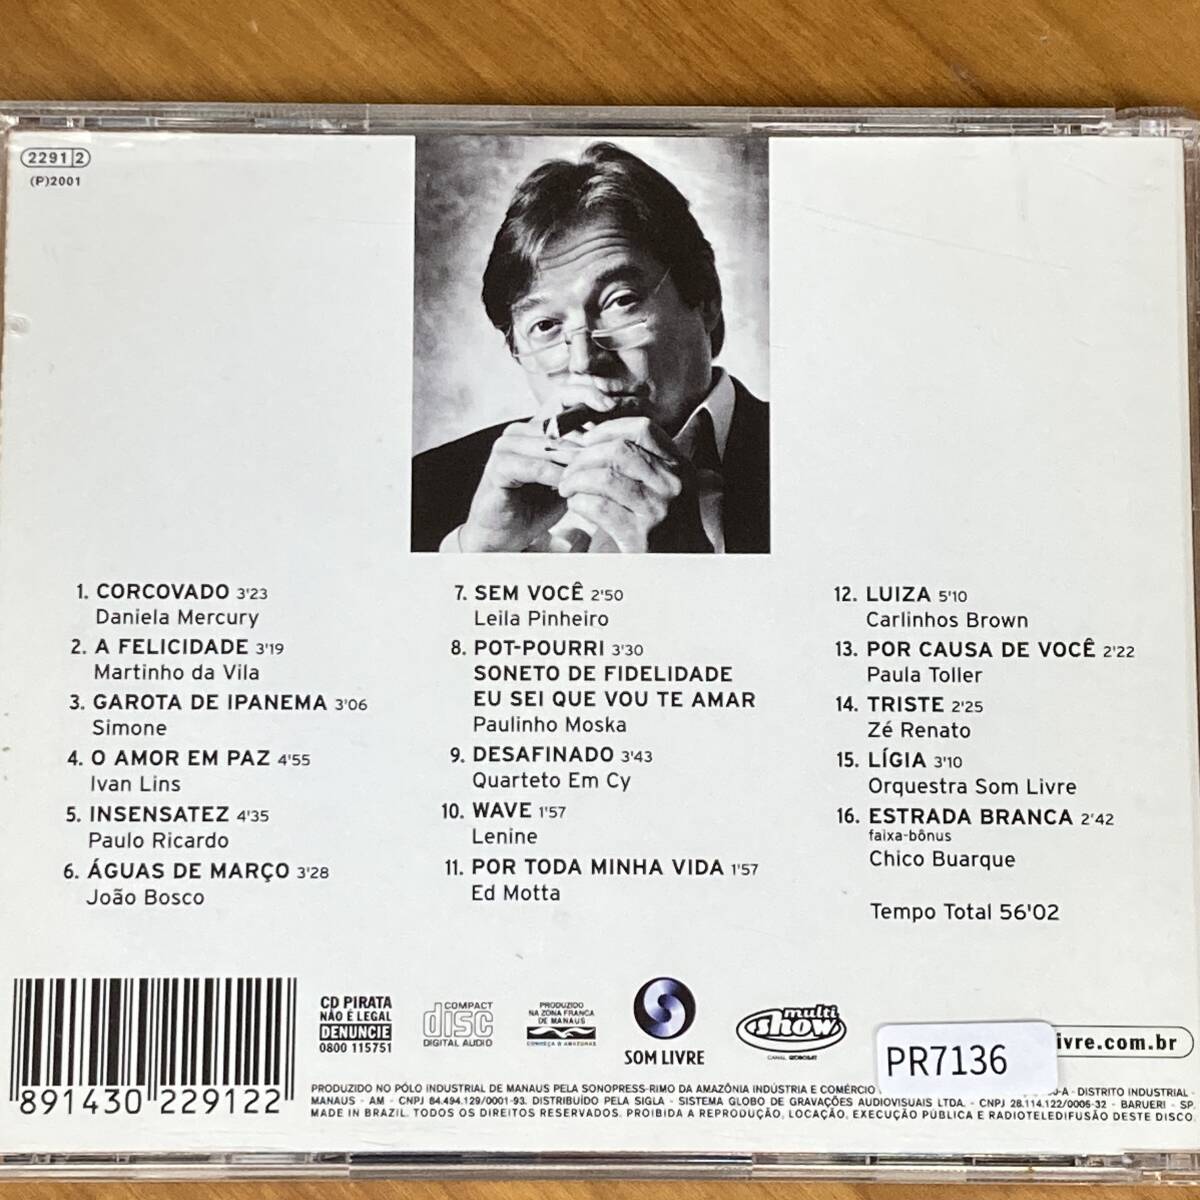 2291 2
(P)2001
1. CORCOVADO 3'23
Daniela Mercury
2. A FELICIDADE 3'19
Martinho da Vila
3. GAROTA DE IPANEMA 3'06
Simone
4. O AMOR EM PAZ 4'55
Ivan Lins
5. INSENSATEZ 4'35
Paulo Ricardo
6. ÁGUAS DE MARÇO 3'28
João Bosco
7. SEM VOCÊ 2'50
Leila Pinheiro
8. POT-POURRI 3'30
SONETO DE FIDELIDADE
EU SEI QUE VOU TE AMAR
Paulinho Moska
9. DESAFINADO 3'43
Quarteto Em Cy
10. WAVE 1'57
Lenine
11. POR TODA MINHA VIDA 1'57
Ed Motta
12. LUIZA 5'10
Carlinhos Brown
13. POR CAUSA DE VOCÊ 2'22
Paula Toller
14. TRISTE 2'25
Zé Renato
15. LÍGIA 3'10
Orquestra Som Livre
16. ESTRADA BRANCA 2'42
faixa-bônus
Chico Buarque
Tempo Total 56'02
891430 229122
CD PIRATA
NÃO É LEGAL
DENUNCIE
0800 115751
COMPACT
disc
DIGITAL AUDIO
PRODUZIDO
NA ZONA FRANCA
DE MANAUS
CONHEÇA O AMAZONAS
SOM LIVRE
multi
show
CANAL GLOBOSAT
PR7136
ivre.com.br
PRODUZIDO NO PÓLO INDUSTRIAL DE MANAUS PELA SONOPRESS-RIMO DA AMAZÔNIA INDÚSTRIA E COMÉRCIO -A - DISTRITO INDUSTRIAL -
MANAUS - AM - CNPJ 84.494.129/0001-93. DISTRIBUÍDO PELA SIGLA - SISTEMA GLOBO DE GRAVAÇÕES AUDIOVISUAIS LTDA. - CNPJ 28.114.122/0006-32 - BARUERI - SP.
MADE IN BRAZIL. TODOS OS DIREITOS RESERVADOS. PROIBIDA A REPRODUÇÃO, LOCAÇÃO, EXECUÇÃO PÚBLICA E RADIOTELEDIFUSÃO DESTE DISCO.